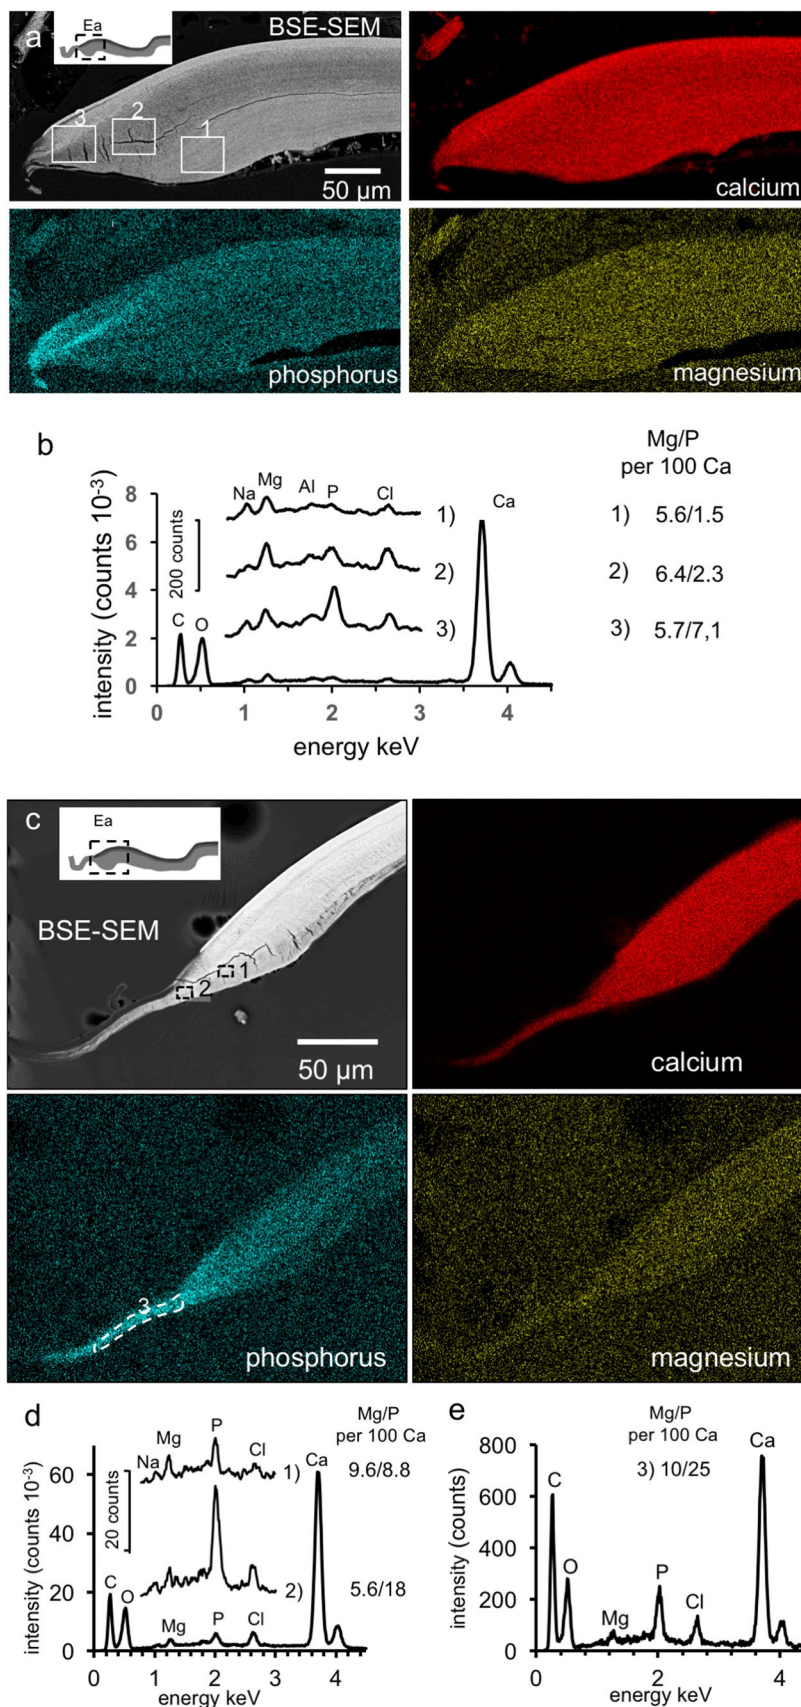 a
Ea
BSE-SEM
3
2
1
50 µm
calcium
phosphorus
magnesium
b
Mg/P
per 100 Ca
intensity (counts 10-3)
8
6
4
2
0
200 counts
Na
Mg
Al
P
Cl
Ca
C
O
1)
2)
3)
1) 5.6/1.5
2) 6.4/2.3
3) 5.7/7,1
0 1 2 3 4
energy keV
c
Ea
BSE-SEM
1
2
50 µm
calcium
3
phosphorus
magnesium
d
Mg/P
per 100 Ca
intensity (counts 10-3)
60
40
20
0
20 counts
Na
Mg
P
Cl
Ca
1) 9.6/8.8
2) 5.6/18
C
O
Mg
P
Cl
0 1 2 3 4
energy keV
e
Mg/P
per 100 Ca
3) 10/25
intensity (counts)
800
600
400
200
0
C
O
Mg
P
Cl
Ca
0 2 4
energy keV